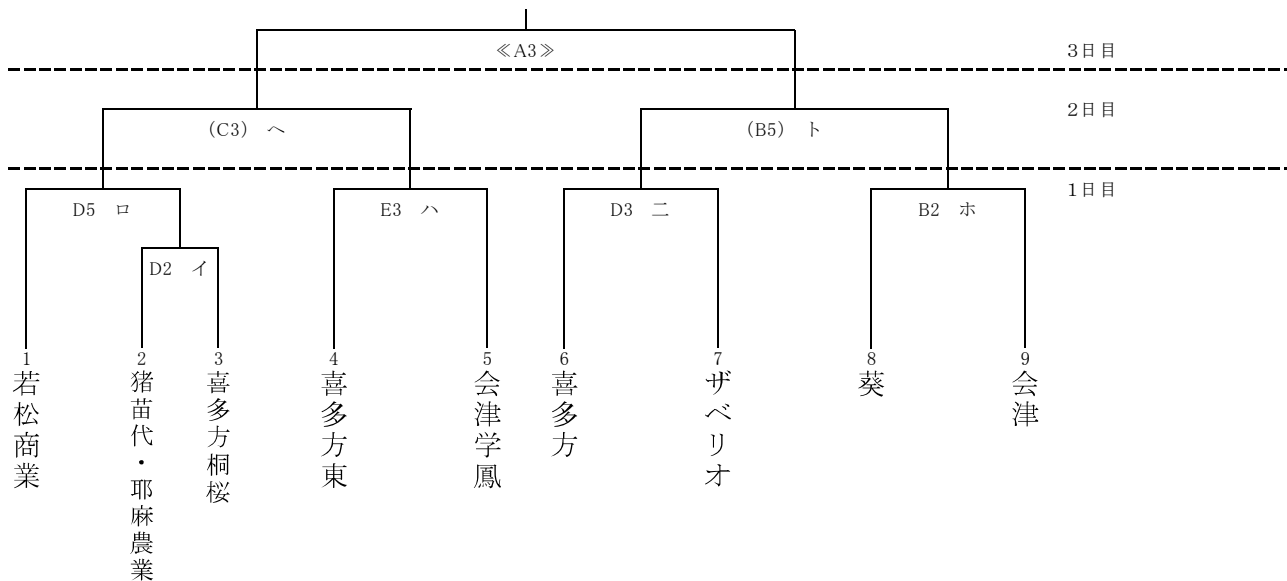 ≪A3≫ 3日目
(C3) ヘ (B5) ト 2日目
1日目
D5 ロ E3 ハ D3 ニ B2 ホ
D2 イ
1 若松商業
2 猪苗代・耶麻農業
3 喜多方桐桜
4 喜多方東
5 会津学鳳
6 喜多方
7 ザベリオ
8 葵
9 会津